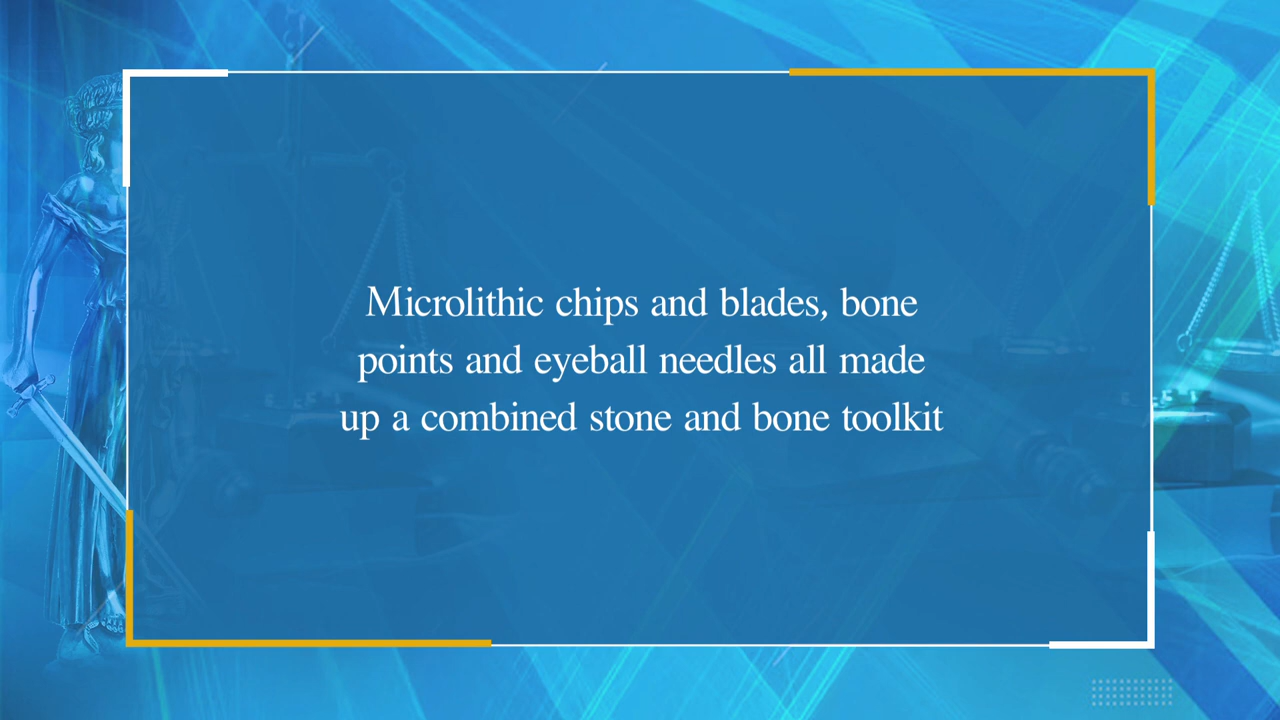 Microlithic chips and blades, bone
points and eyeball needles all made
up a combined stone and bone toolkit